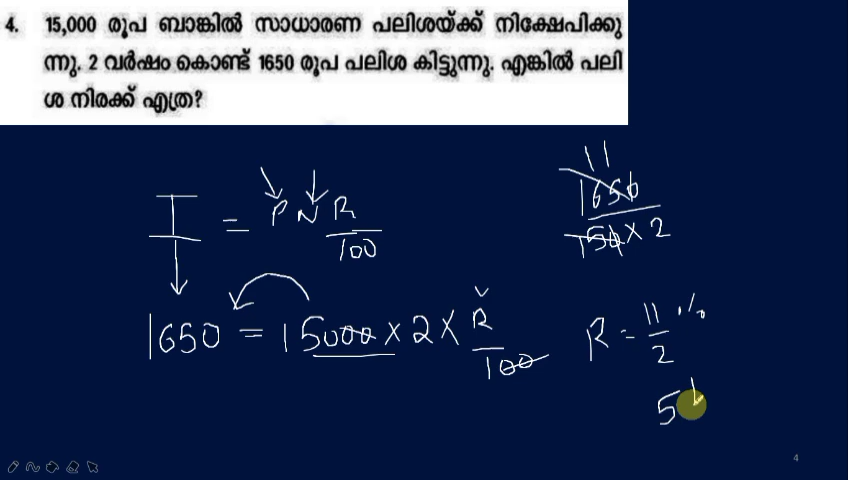 4. 15,000 രൂപ ബാങ്കിൽ സാധാരണ പലിശയ്ക്ക് നിക്ഷേപിക്കു
ന്നു. 2 വർഷം കൊണ്ട് 1650 രൂപ പലിശ കിട്ടുന്നു. എങ്കിൽ പലി
ശ നിരക്ക് എത്ര?
I = P N R/100
11
1650
150 × 2
1650 = 15000 × 2 × R/100
R = 11/2 %
5
4